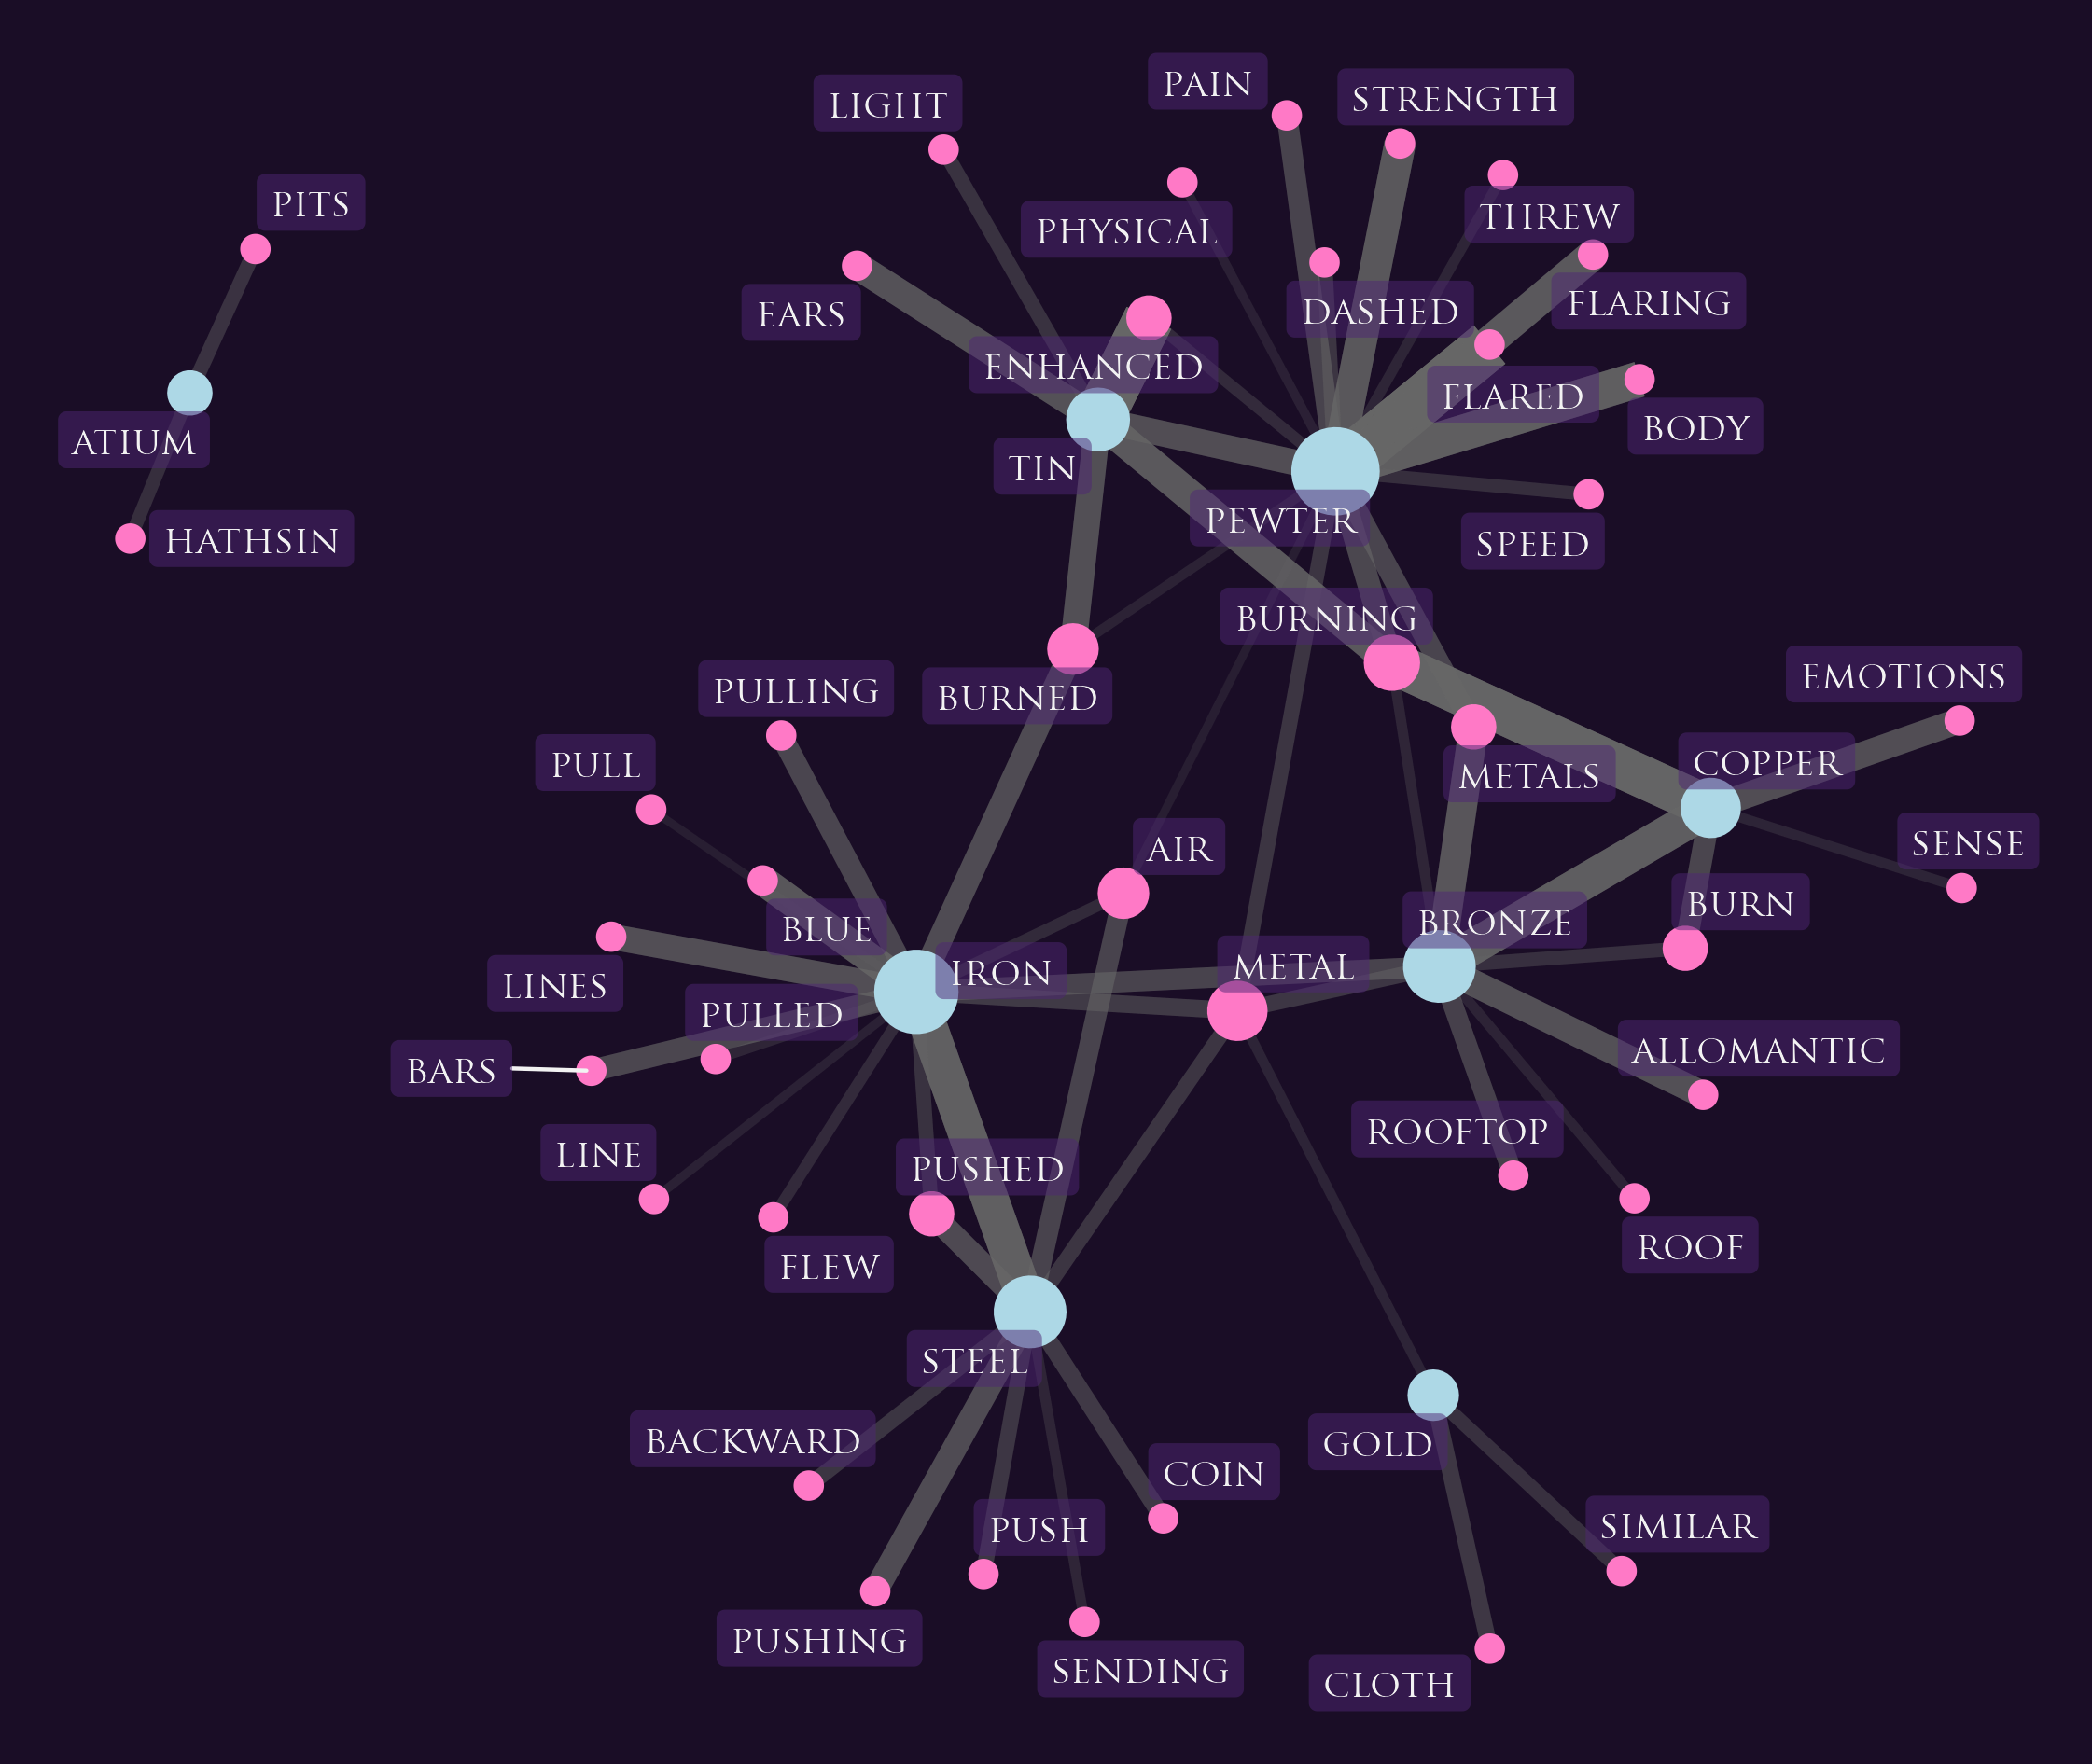 PAIN
STRENGTH
LIGHT
PITS
THREW
PHYSICAL
FLARING
DASHED
EARS
ENHANCED
FLARED
BODY
ATIUM
TIN
PEWTER
HATHSIN
SPEED
BURNING
EMOTIONS
PULLING
BURNED
PULL
COPPER
METALS
SENSE
AIR
BURN
BRONZE
BLUE
METAL
IRON
LINES
PULLED
ALLOMANTIC
BARS
ROOFTOP
LINE
PUSHED
ROOF
FLEW
STEEL
BACKWARD
GOLD
COIN
SIMILAR
PUSH
PUSHING
SENDING
CLOTH